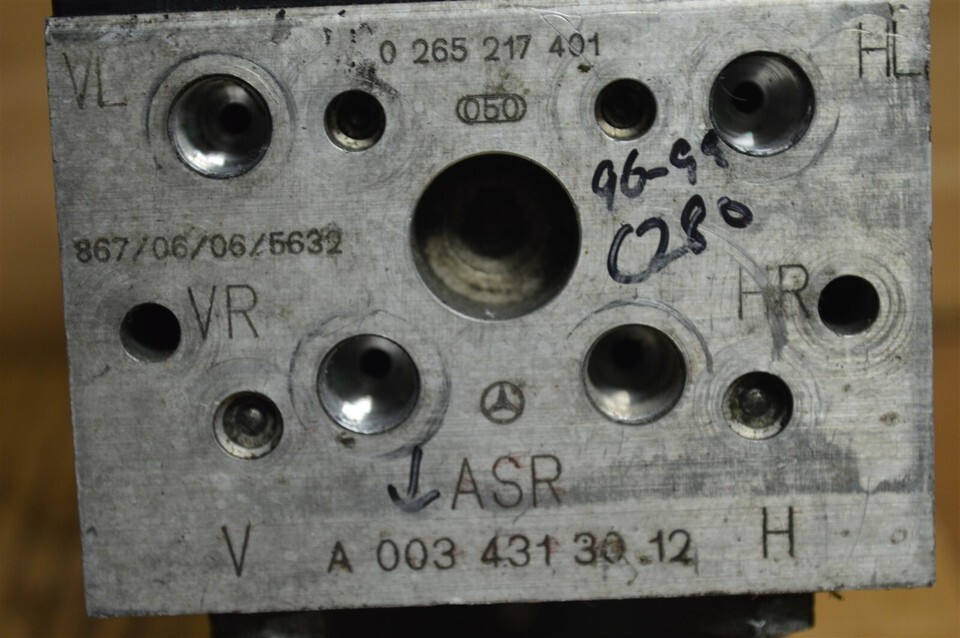 VL
0 265 217 401
HL
050
96-99
C280
867/06/06/5632
VR
HR
ASR
V
A 003 431 30 12
H